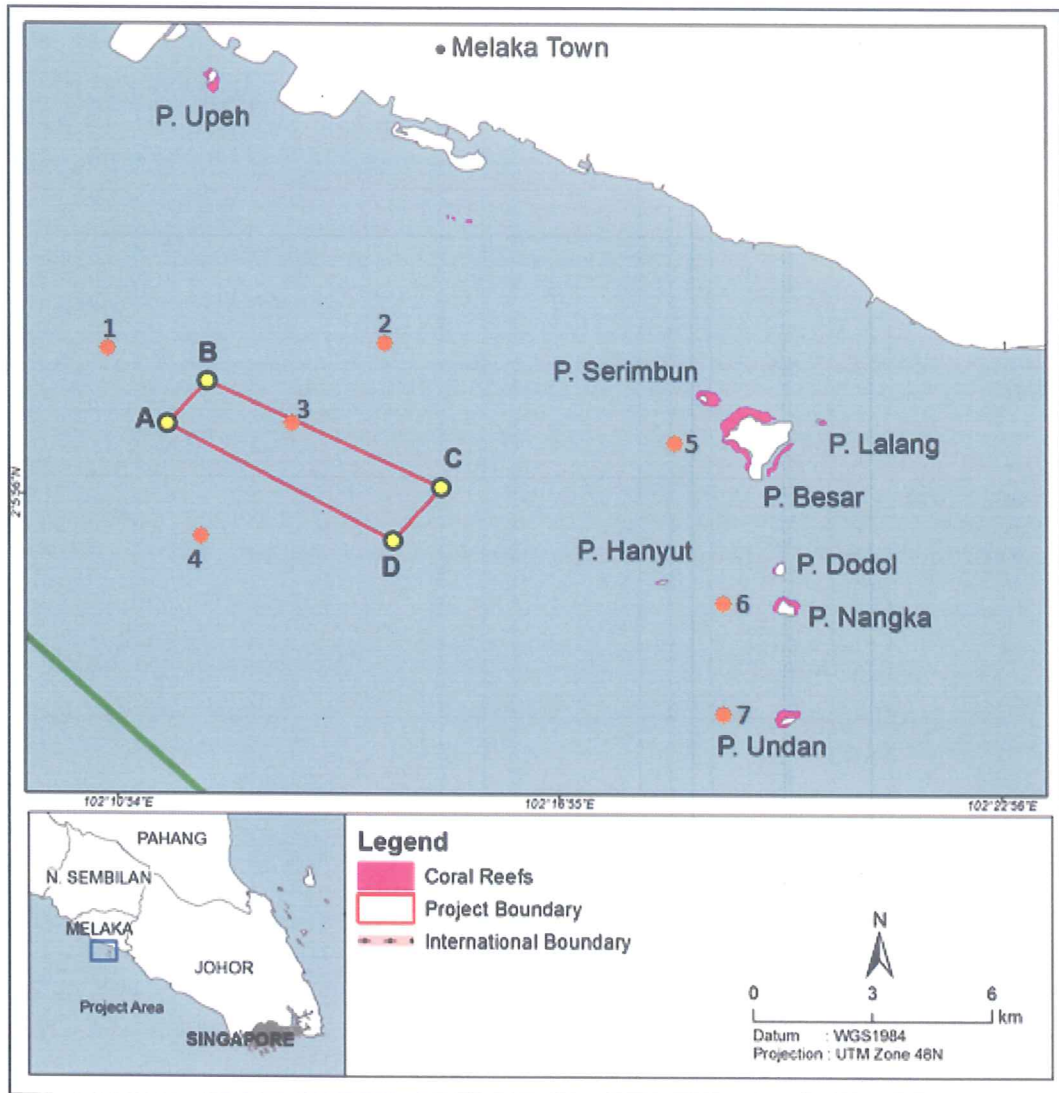 Melaka Town
P. Upeh
1
2
B
P. Serimbun
A
3
5
P. Lalang
C
2°5'56"N
P. Besar
4
D
P. Hanyut
P. Dodol
6
P. Nangka
7
P. Undan
102°10'54"E
102°16'55"E
102°22'56"E
PAHANG
N. SEMBILAN
MELAKA
JOHOR
Project Area
SINGAPORE
Legend
Coral Reefs
Project Boundary
International Boundary
N
0 3 6
km
Datum : WGS1984
Projection : UTM Zone 48N